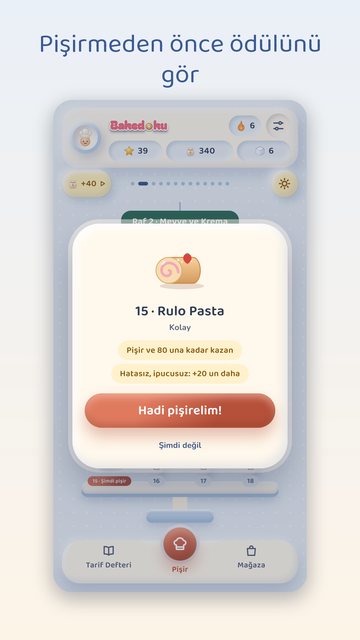 Pişirmeden önce ödülünü
gör
Bakedoku
6
39
340
6
+40
Raf 2 · Meyve ve Krema
15 · Rulo Pasta
Kolay
Pişir ve 80 una kadar kazan
Hatasız, ipucusuz: +20 un daha
Hadi pişirelim!
Şimdi değil
15 · Şimdi pişir
16
17
18
Tarif Defteri
Pişir
Mağaza